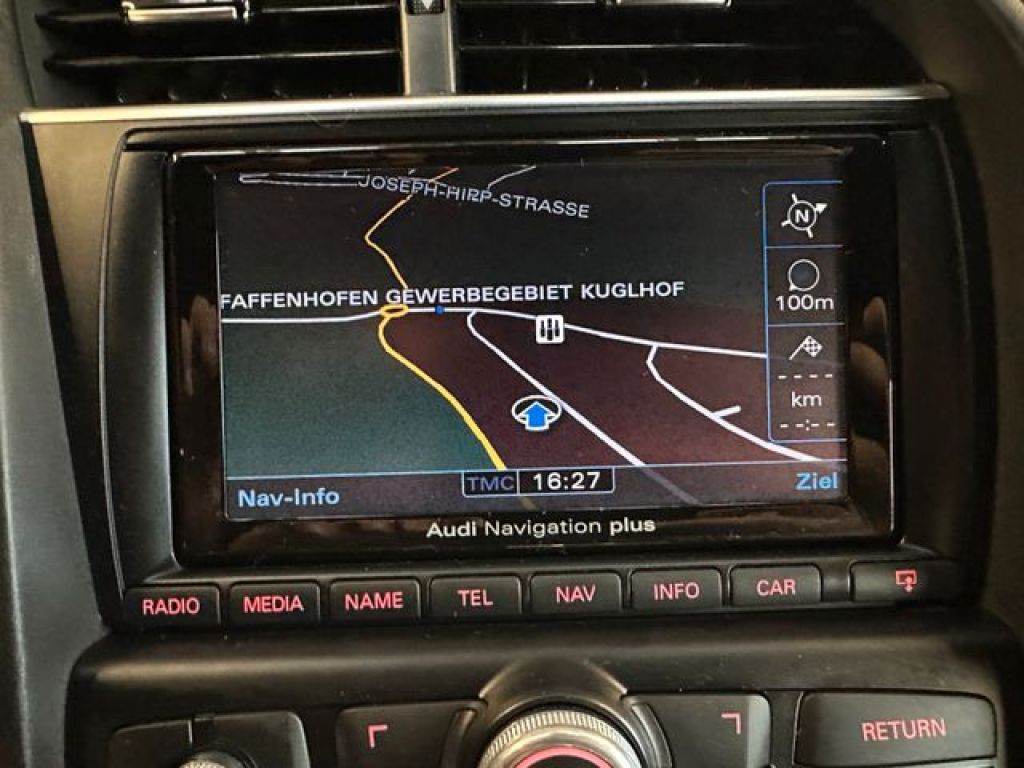 JOSEPH-HIPP-STRASSE
FAFFENHOFEN GEWERBEGEBIET KUGLHOF
N
100m
- - - -
km
--:--
Nav-Info
TMC 16:27
Ziel
Audi Navigation plus
RADIO MEDIA NAME TEL NAV INFO CAR
RETURN